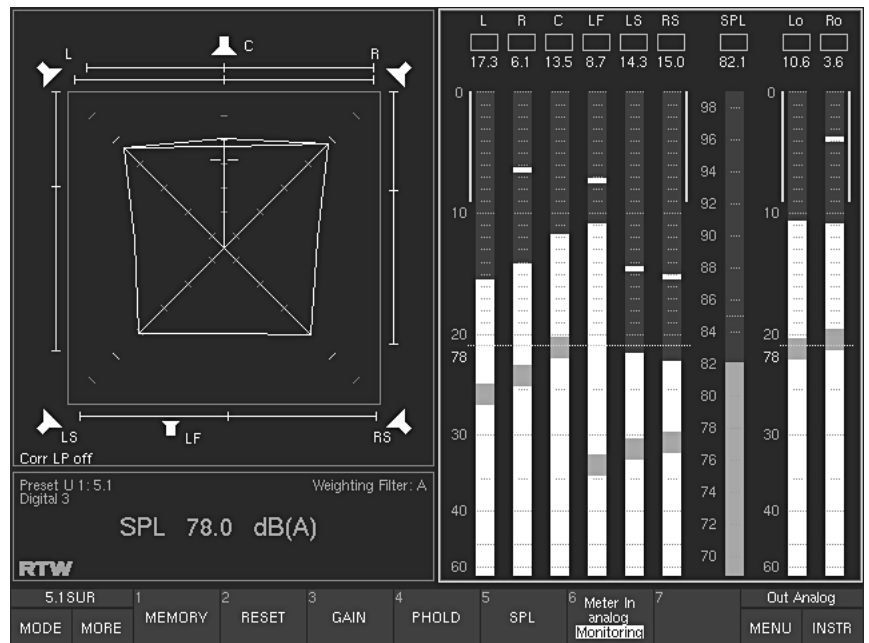 L C R
LS LF RS
Corr LP off
Preset U 1: 5.1 Weighting Filter: A
Digital 3
SPL 78.0 dB(A)
RTW
L R C LF LS RS SPL Lo Ro
17.3 6.1 13.5 8.7 14.3 15.0 82.1 10.6 3.6
0 0
98
96
94
92
10 10
90
88
86
84
20 20
78 78
82
80
78
30 30
76
74
40 40
72
70
60 60
5.1SUR 1 2 3 4 5 6 7 Out Analog
MODE MORE MEMORY RESET GAIN PHOLD SPL Meter In MENU INSTR
analog
Monitoring